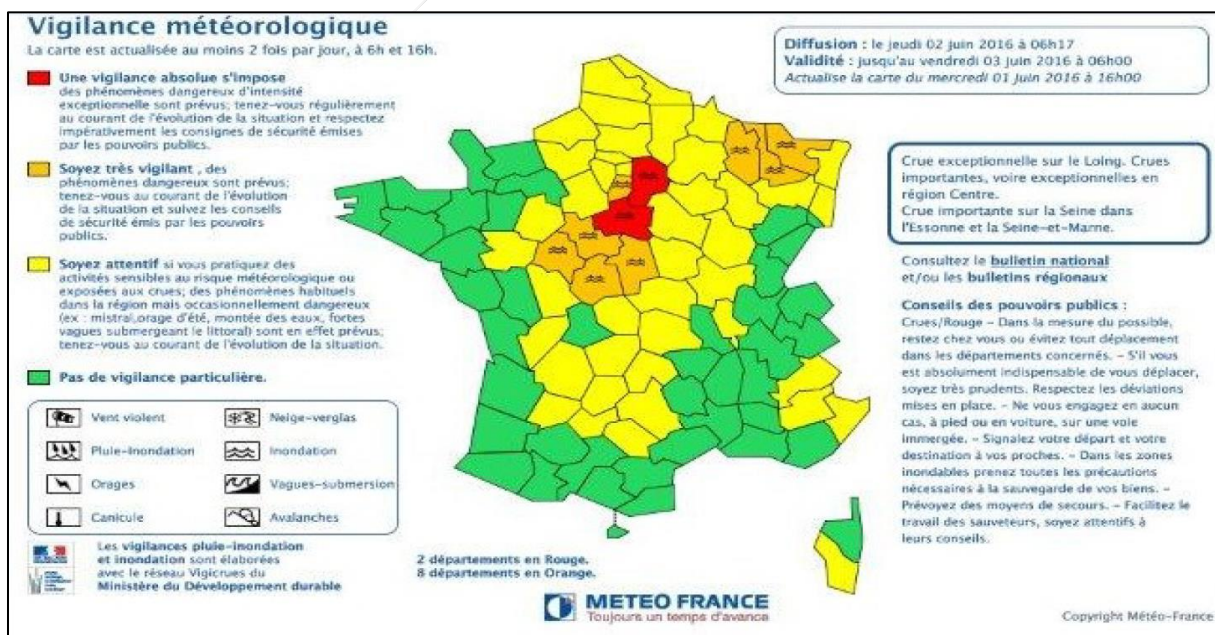 Vigilance météorologique
La carte est actualisée au moins 2 fois par jour, à 6h et 16h.
Une vigilance absolue s'impose
des phénomènes dangereux d'intensité
exceptionnelle sont prévus; tenez-vous régulièrement
au courant de l'évolution de la situation et respectez
impérativement les consignes de sécurité émises
par les pouvoirs publics.
Soyez très vigilant , des
phénomènes dangereux sont prévus;
tenez-vous au courant de l'évolution
de la situation et suivez les conseils
de sécurité émis par les pouvoirs
publics.
Soyez attentif si vous pratiquez des
activités sensibles au risque météorologique ou
exposées aux crues; des phénomènes habituels
dans la région mais occasionnellement dangereux
(ex : mistral,orage d'été, montée des eaux, fortes
vagues submergeant le littoral) sont en effet prévus;
tenez-vous au courant de l'évolution de la situation.
Pas de vigilance particulière.
Vent violent
Neige-verglas
Pluie-Inondation
Inondation
Orages
Vagues-submersion
Canicule
Avalanches
Les vigilances pluie-inondation
et inondation sont élaborées
avec le réseau Vigicrues du
Ministère du Développement durable
2 départements en Rouge.
8 départements en Orange.
METEO FRANCE
Toujours un temps d'avance
Diffusion : le jeudi 02 juin 2016 à 06h17
Validité : jusqu'au vendredi 03 juin 2016 à 06h00
Actualise la carte du mercredi 01 juin 2016 à 16h00
Crue exceptionnelle sur le Loing. Crues
importantes, voire exceptionnelles en
région Centre.
Crue importante sur la Seine dans
l'Essonne et la Seine-et-Marne.
Consultez le bulletin national
et/ou les bulletins régionaux
Conseils des pouvoirs publics :
Crues/Rouge – Dans la mesure du possible,
restez chez vous ou évitez tout déplacement
dans les départements concernés. – S'il vous
est absolument indispensable de vous déplacer,
soyez très prudents. Respectez les déviations
mises en place. – Ne vous engagez en aucun
cas, à pied ou en voiture, sur une voie
immergée. – Signalez votre départ et votre
destination à vos proches. – Dans les zones
inondables prenez toutes les précautions
nécessaires à la sauvegarde de vos biens. –
Prévoyez des moyens de secours. – Facilitez le
travail des sauveteurs, soyez attentifs à
leurs conseils.
Copyright Météo-France